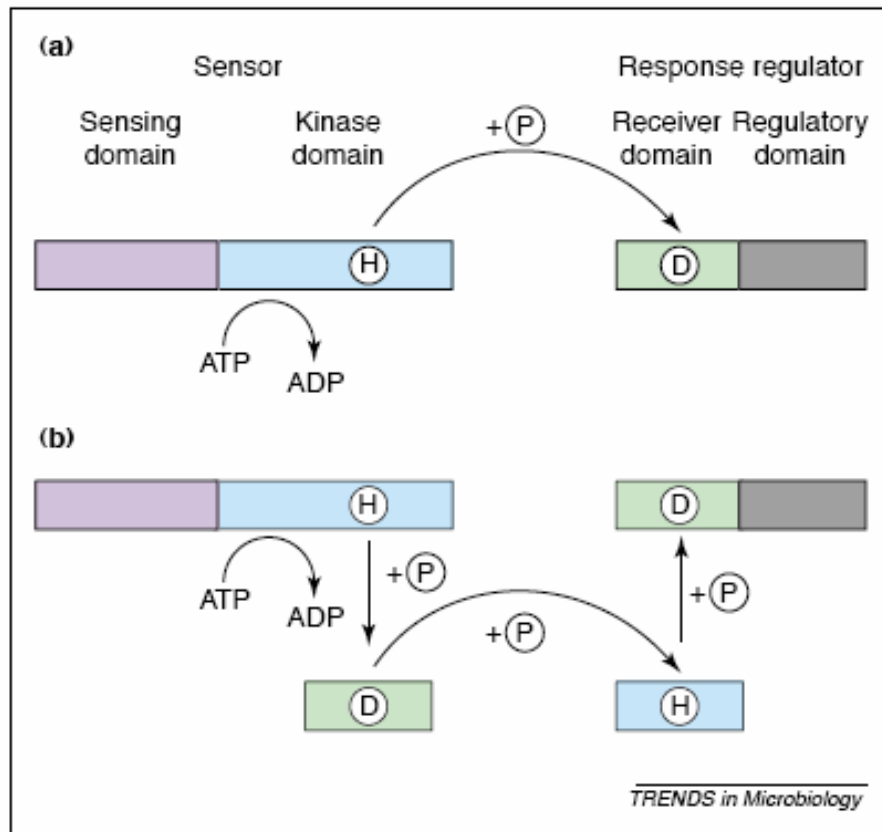 (a)
Sensor
Response regulator
Sensing domain
Kinase domain
+P
Receiver domain
Regulatory domain
H
D
ATP
ADP
(b)
H
D
ATP
ADP
+P
+P
+P
D
H
TRENDS in Microbiology